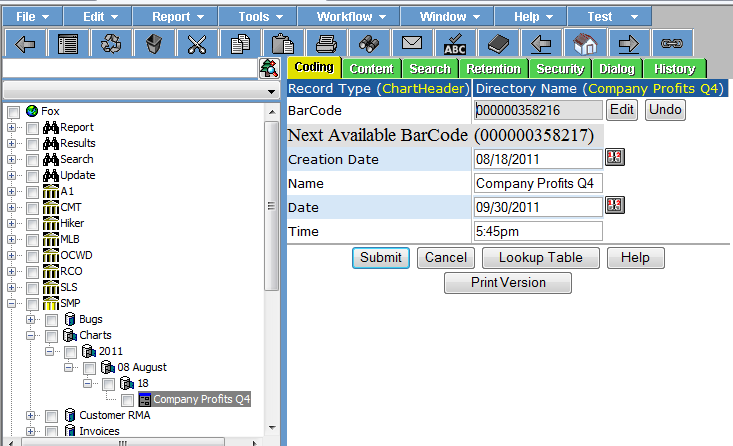 File Edit Report Tools Workflow Window Help Test
ABC
Coding Content Search Retention Security Dialog History
Record Type (ChartHeader) Directory Name (Company Profits Q4)
BarCode 000000358216 Edit Undo
Next Available BarCode (000000358217)
Creation Date 08/18/2011
Name Company Profits Q4
Date 09/30/2011
Time 5:45pm
Submit Cancel Lookup Table Help
Print Version
Fox
Report
Results
Search
Update
A1
CMT
Hiker
MLB
OCWD
RCO
SLS
SMP
Bugs
Charts
2011
08 August
18
Company Profits Q4
Customer RMA
Invoices